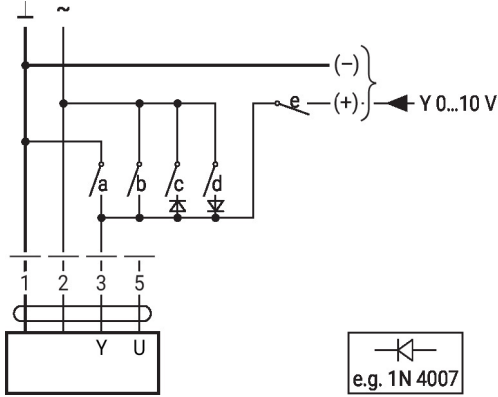 ⊥ ~
(–)
e (+) Y 0...10 V
a b c d
1 2 3 5
Y U
e.g. 1N 4007